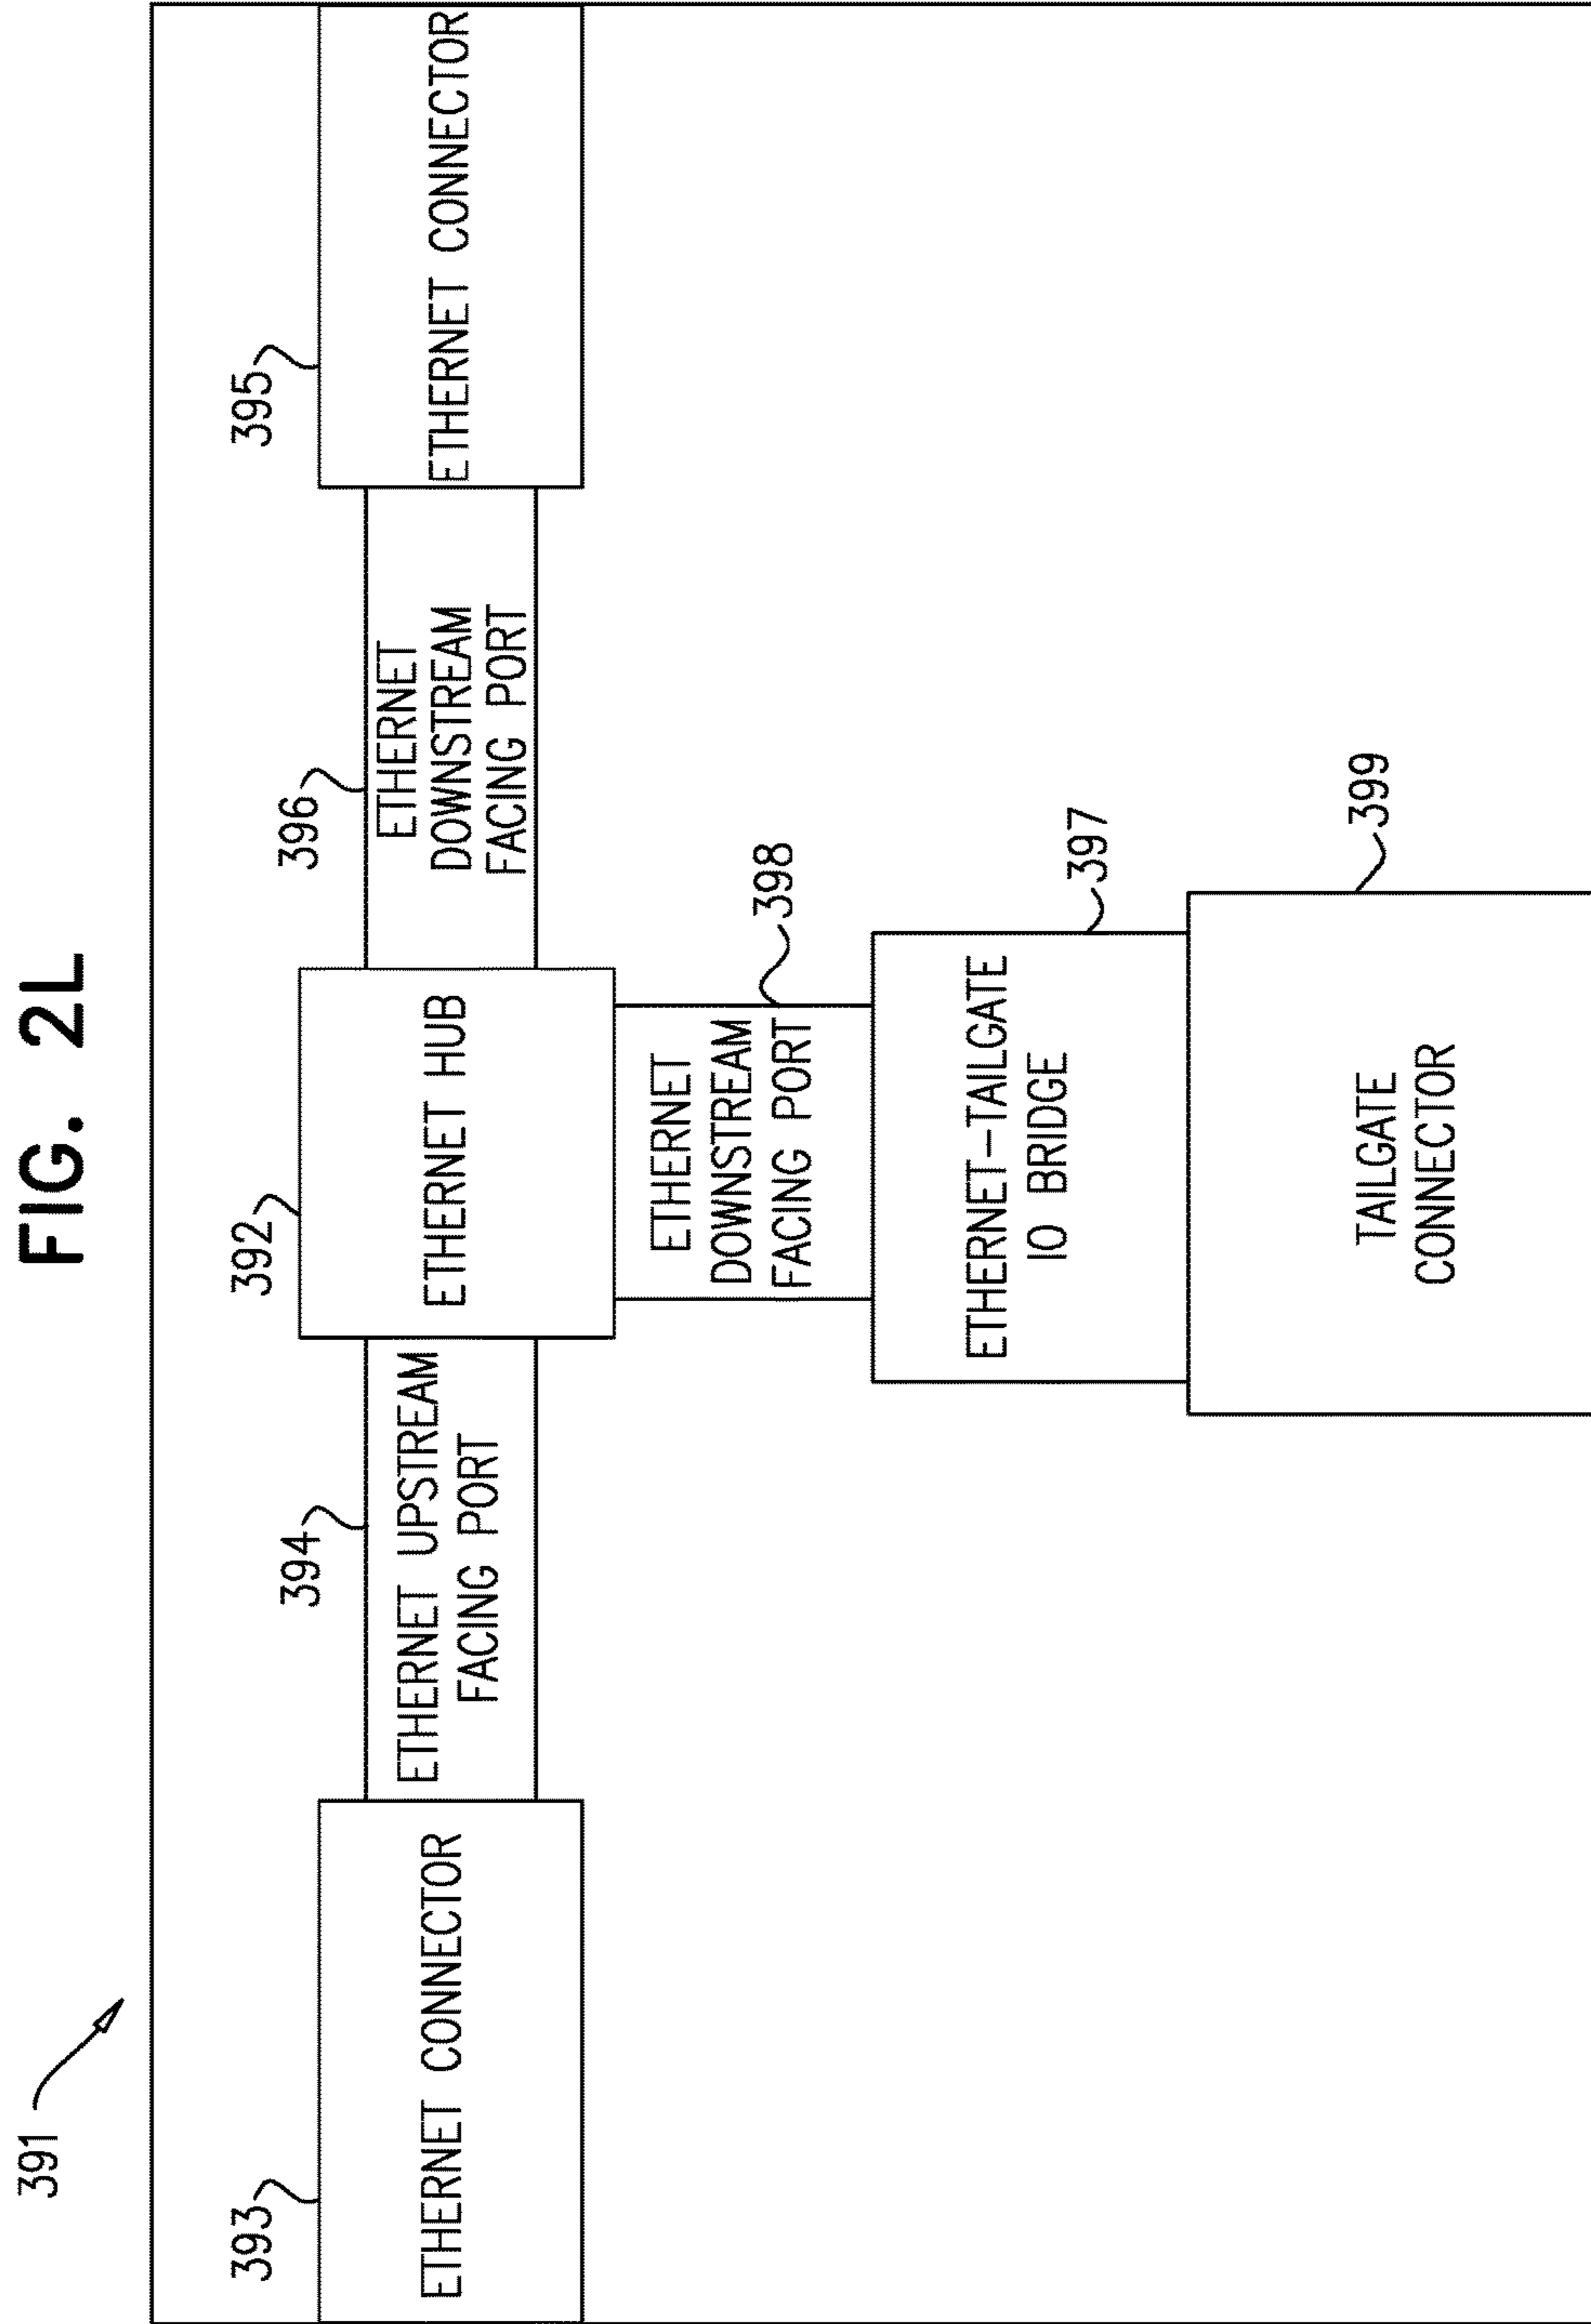 FIG. 2L
391
393
ETHERNET CONNECTOR
394
ETHERNET UPSTREAM
FACING PORT
392
ETHERNET HUB
396
ETHERNET
DOWNSTREAM
FACING PORT
395
ETHERNET CONNECTOR
ETHERNET
DOWNSTREAM
FACING PORT
398
ETHERNET-TAILGATE
IO BRIDGE
397
TAILGATE
CONNECTOR
399